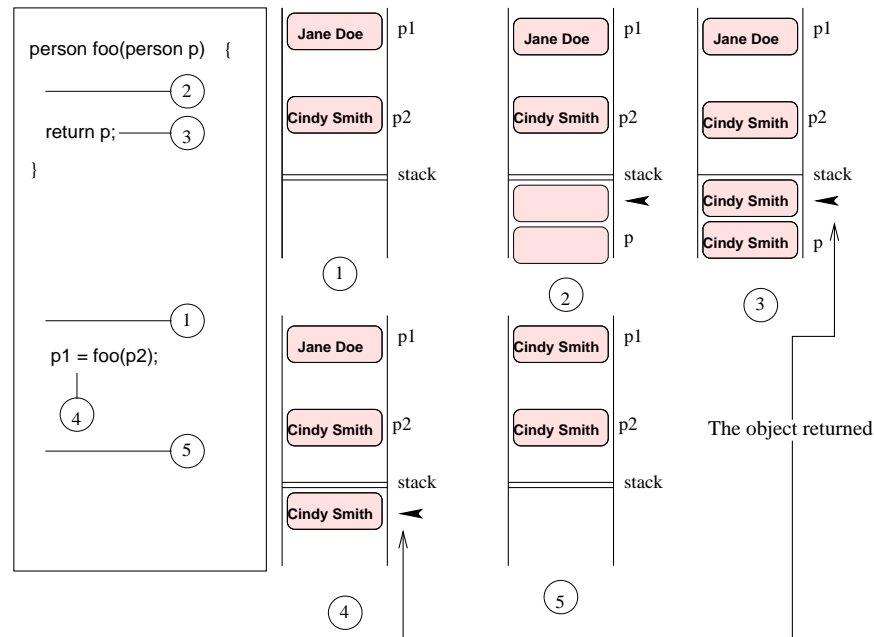 person foo(person p) {
2
return p;
3
}
1
p1 = foo(p2);
4
5
Jane Doe
p1
Cindy Smith
p2
stack
1
Jane Doe
p1
Cindy Smith
p2
stack
p
2
Jane Doe
p1
Cindy Smith
p2
stack
Cindy Smith
Cindy Smith
p
3
Jane Doe
p1
Cindy Smith
p2
stack
Cindy Smith
4
Cindy Smith
p1
Cindy Smith
p2
stack
5
The object returned